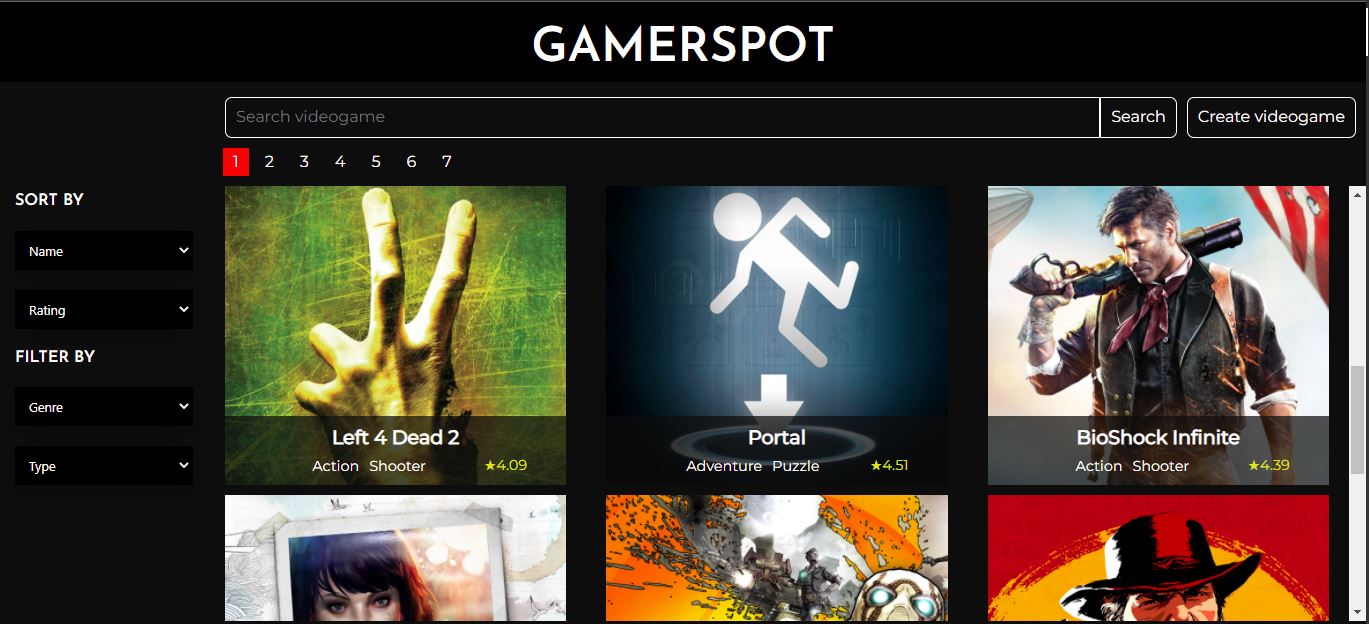 GAMERSPOT
Search videogame
Search
Create videogame
1 2 3 4 5 6 7
SORT BY
Name
Rating
FILTER BY
Genre
Type
Left 4 Dead 2
Action Shooter ★4.09
Portal
Adventure Puzzle ★4.51
BioShock Infinite
Action Shooter ★4.39